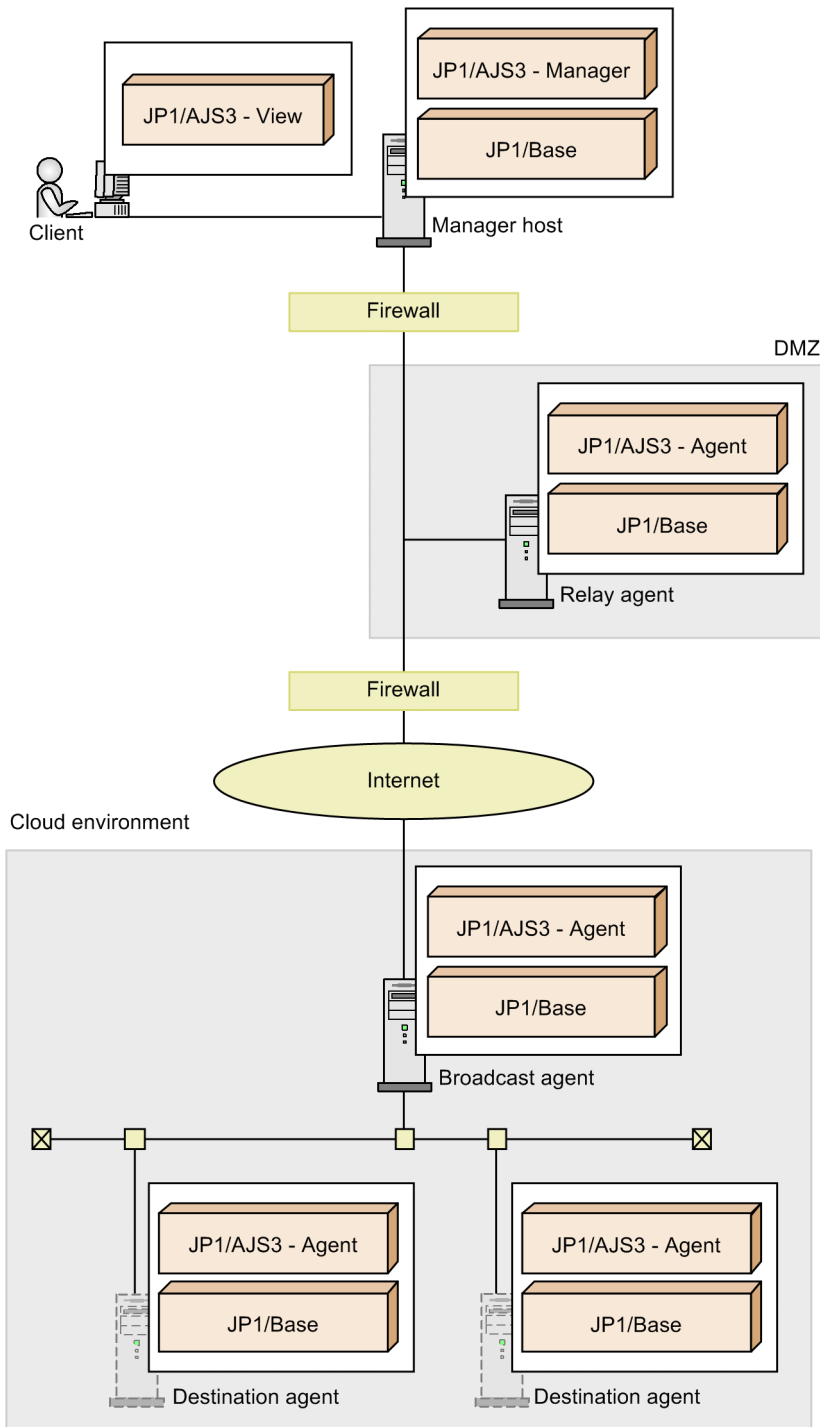 JP1/AJS3 - View
JP1/AJS3 - Manager
JP1/Base
Client
Manager host
Firewall
DMZ
JP1/AJS3 - Agent
JP1/Base
Relay agent
Firewall
Internet
Cloud environment
JP1/AJS3 - Agent
JP1/Base
Broadcast agent
JP1/AJS3 - Agent
JP1/Base
Destination agent
JP1/AJS3 - Agent
JP1/Base
Destination agent